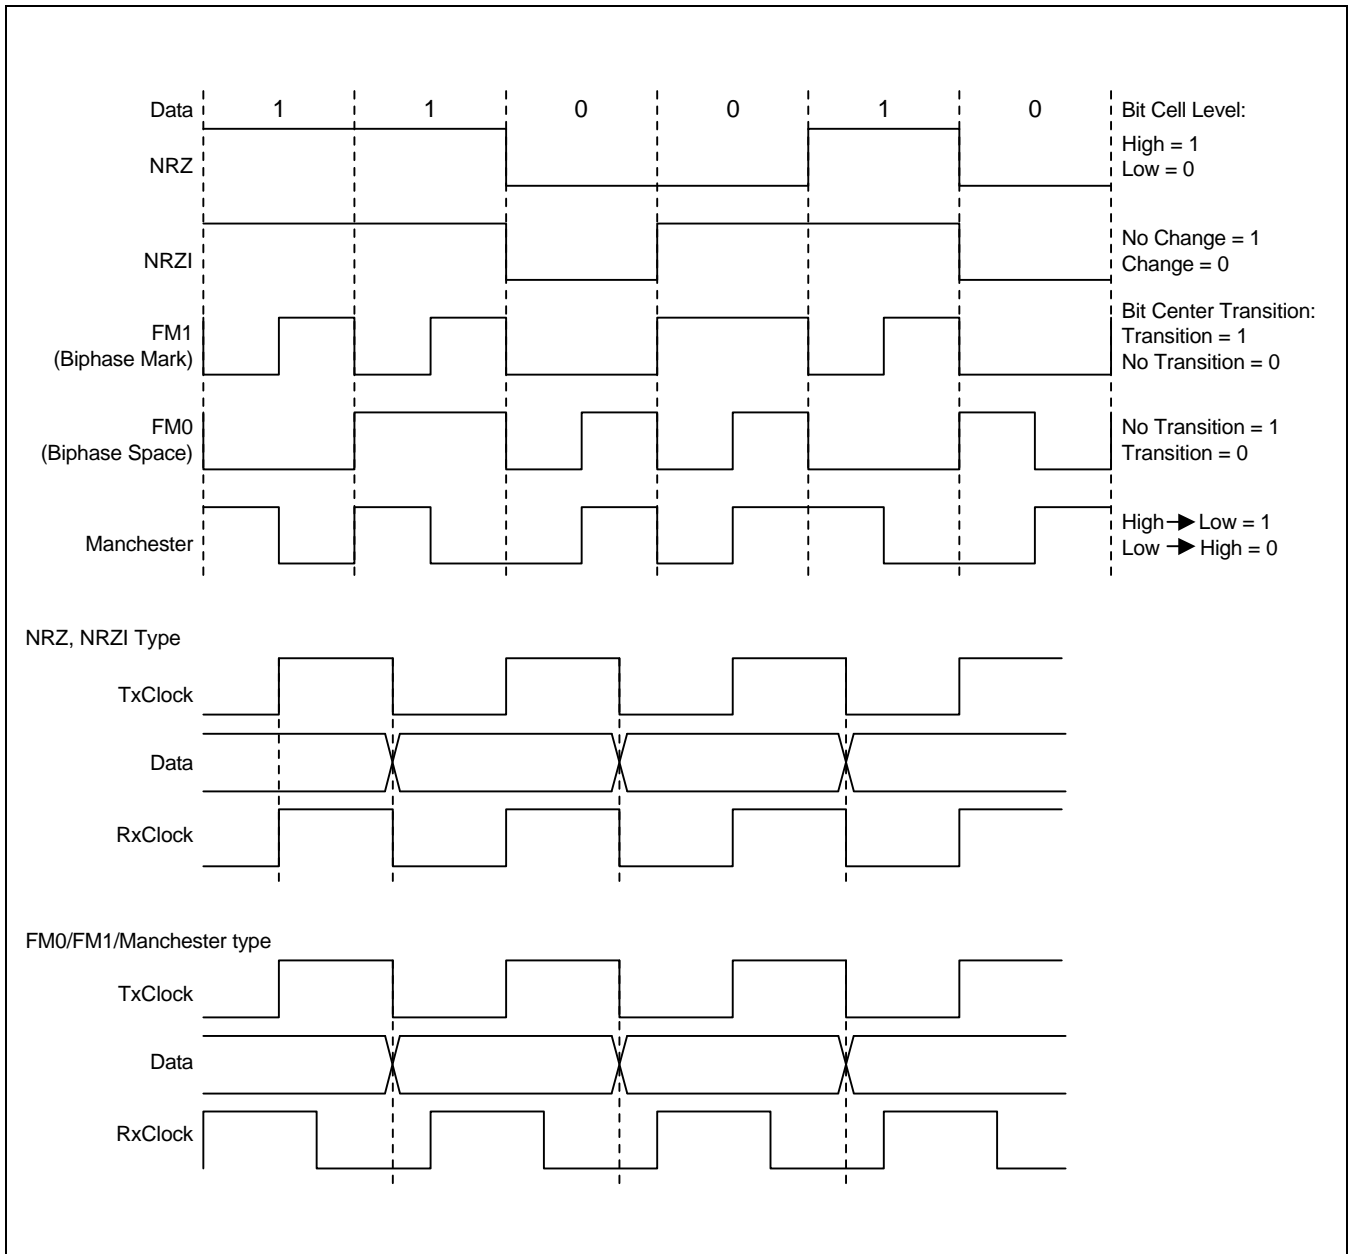 Data 1 1 0 0 1 0 Bit Cell Level:
High = 1
NRZ Low = 0
No Change = 1
NRZI Change = 0
Bit Center Transition:
FM1 Transition = 1
(Biphase Mark) No Transition = 0
FM0 No Transition = 1
(Biphase Space) Transition = 0
High → Low = 1
Manchester Low → High = 0
NRZ, NRZI Type
TxClock
Data
RxClock
FM0/FM1/Manchester type
TxClock
Data
RxClock